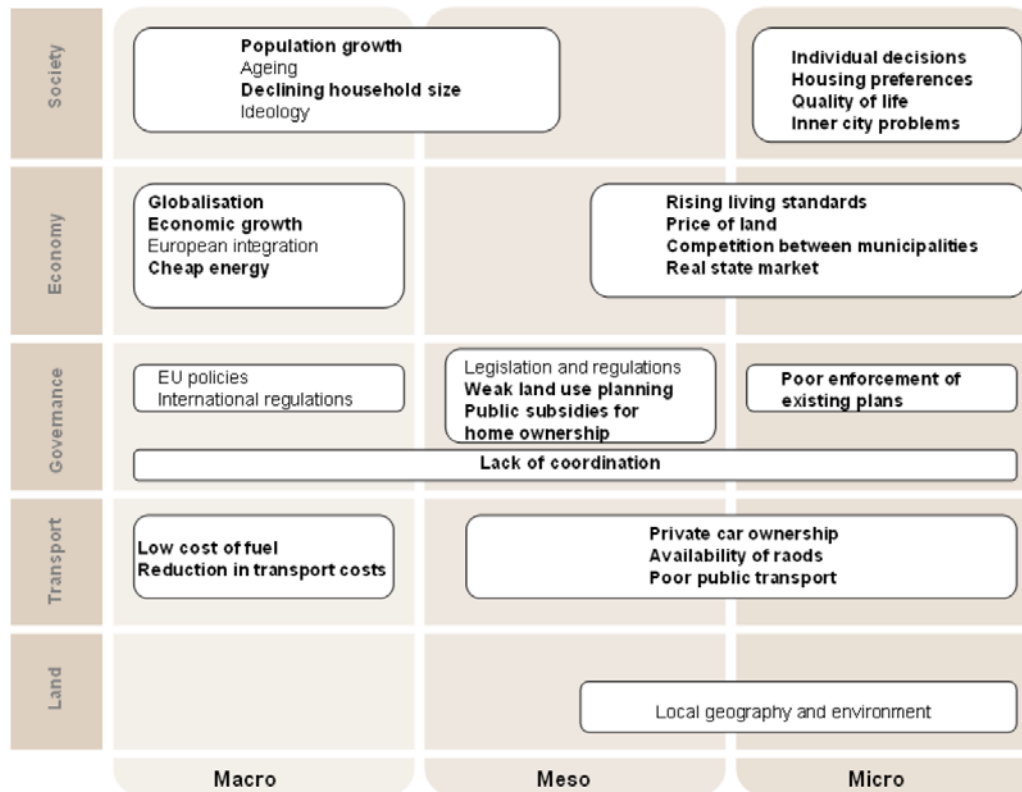 Society
Population growth
Ageing
Declining household size
Ideology
Individual decisions
Housing preferences
Quality of life
Inner city problems
Economy
Globalisation
Economic growth
European integration
Cheap energy
Rising living standards
Price of land
Competition between municipalities
Real state market
Governance
EU policies
International regulations
Legislation and regulations
Weak land use planning
Public subsidies for
home ownership
Poor enforcement of
existing plans
Lack of coordination
Transport
Low cost of fuel
Reduction in transport costs
Private car ownership
Availability of raods
Poor public transport
Land
Local geography and environment
Macro
Meso
Micro